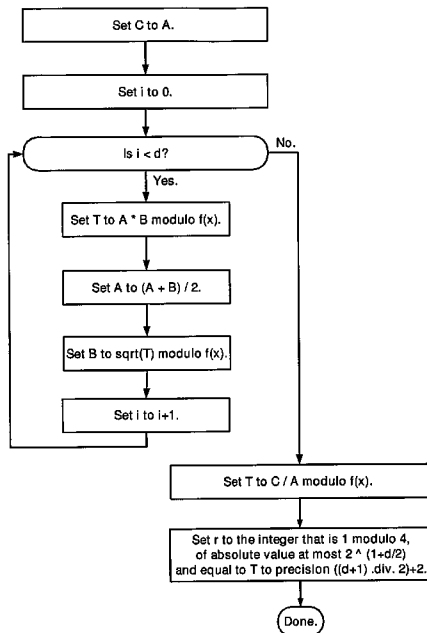 Set C to A.
Set i to 0.
Is i < d?
No.
Yes.
Set T to A * B modulo f(x).
Set A to (A + B) / 2.
Set B to sqrt(T) modulo f(x).
Set i to i+1.
Set T to C / A modulo f(x).
Set r to the integer that is 1 modulo 4,
of absolute value at most 2 ^ (1+d/2)
and equal to T to precision ((d+1) .div. 2)+2.
Done.